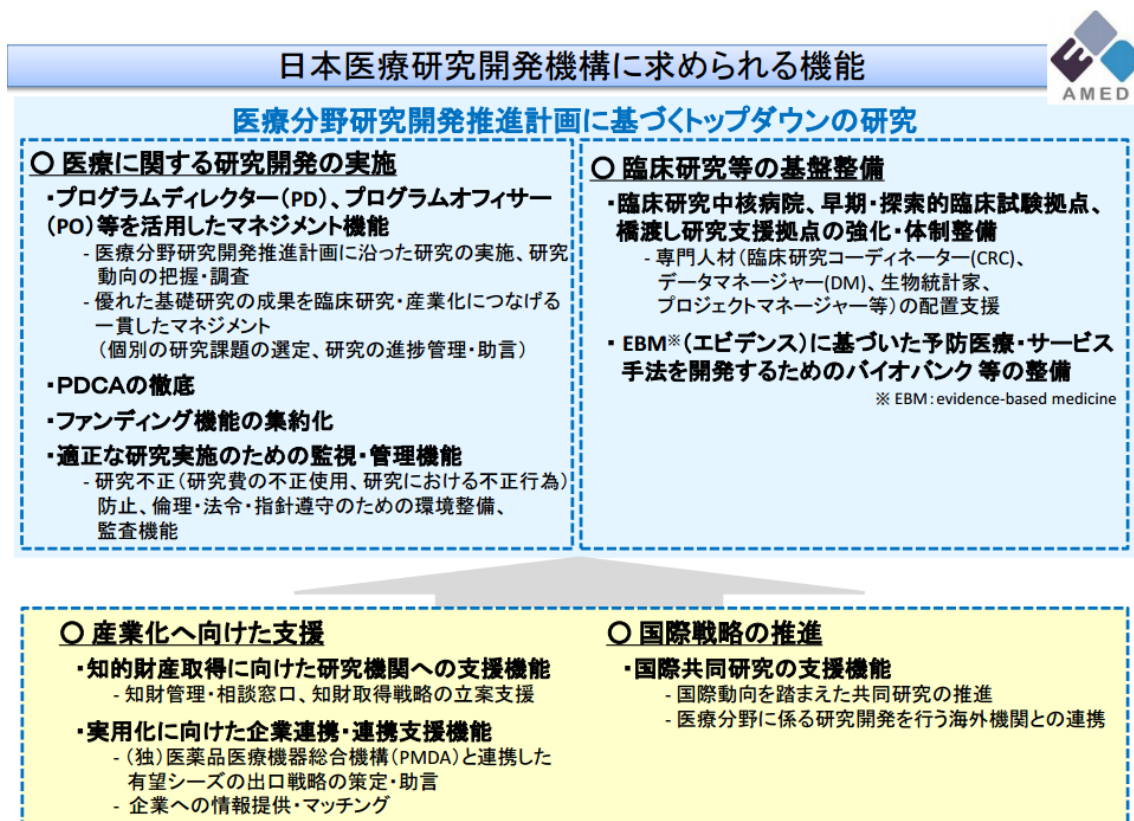 日本医療研究開発機構に求められる機能
AMED
医療分野研究開発推進計画に基づくトップダウンの研究
○ 医療に関する研究開発の実施
・プログラムディレクター(PD)、プログラムオフィサー
(PO)等を活用したマネジメント機能
- 医療分野研究開発推進計画に沿った研究の実施、研究
動向の把握・調査
- 優れた基礎研究の成果を臨床研究・産業化につなげる
一貫したマネジメント
(個別の研究課題の選定、研究の進捗管理・助言)
・PDCAの徹底
・ファンディング機能の集約化
・適正な研究実施のための監視・管理機能
- 研究不正(研究費の不正使用、研究における不正行為)
防止、倫理・法令・指針遵守のための環境整備、
監査機能
○ 臨床研究等の基盤整備
・臨床研究中核病院、早期・探索的臨床試験拠点、
橋渡し研究支援拠点の強化・体制整備
- 専門人材(臨床研究コーディネーター(CRC)、
データマネージャー(DM)、生物統計家、
プロジェクトマネージャー等)の配置支援
・EBM※(エビデンス)に基づいた予防医療・サービス
手法を開発するためのバイオバンク 等の整備
※ EBM:evidence-based medicine
○ 産業化へ向けた支援
・知的財産取得に向けた研究機関への支援機能
- 知財管理・相談窓口、知財取得戦略の立案支援
・実用化に向けた企業連携・連携支援機能
- (独)医薬品医療機器総合機構(PMDA)と連携した
有望シーズの出口戦略の策定・助言
- 企業への情報提供・マッチング
○ 国際戦略の推進
・国際共同研究の支援機能
- 国際動向を踏まえた共同研究の推進
- 医療分野に係る研究開発を行う海外機関との連携